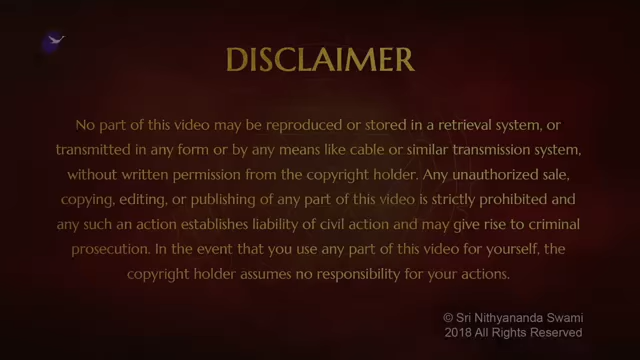 DISCLAIMER
No part of this video may be reproduced or stored in a retrieval system, or
transmitted in any form or by any means like cable or similar transmission system,
without written permission from the copyright holder. Any unauthorized sale,
copying, editing, or publishing of any part of this video is strictly prohibited and
any such an action establishes liability of civil action and may give rise to criminal
prosecution. In the event that you use any part of this video for yourself, the
copyright holder assumes no responsibility for your actions.
© Sri Nithyananda Swami
2018 All Rights Reserved